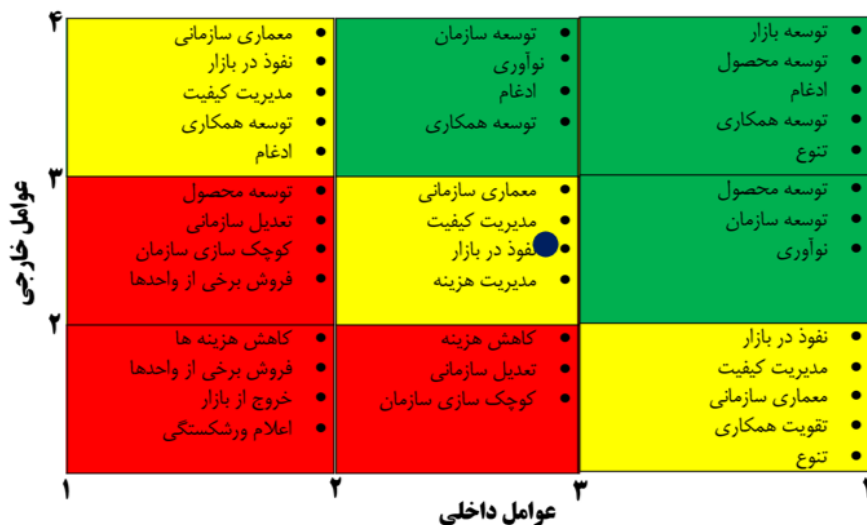 ۴
• توسعه بازار
• توسعه محصول
• ادغام
• توسعه همکاری
• تنوع
• توسعه سازمان
• نوآوری
• ادغام
• توسعه همکاری
• معماری سازمانی
• نفوذ در بازار
• مدیریت کیفیت
• توسعه همکاری
• ادغام
۳
• توسعه محصول
• توسعه سازمان
• نوآوری
• معماری سازمانی
• مدیریت کیفیت
• نفوذ در بازار
• مدیریت هزینه
• توسعه محصول
• تعدیل سازمانی
• کوچک سازی سازمان
• فروش برخی از واحدها
عوامل خارجی
۲
• نفوذ در بازار
• مدیریت کیفیت
• معماری سازمانی
• تقویت همکاری
• تنوع
• کاهش هزینه
• تعدیل سازمانی
• کوچک سازی سازمان
• کاهش هزینه ها
• فروش برخی از واحدها
• خروج از بازار
• اعلام ورشکستگی
۱ ۲ ۳
عوامل داخلی